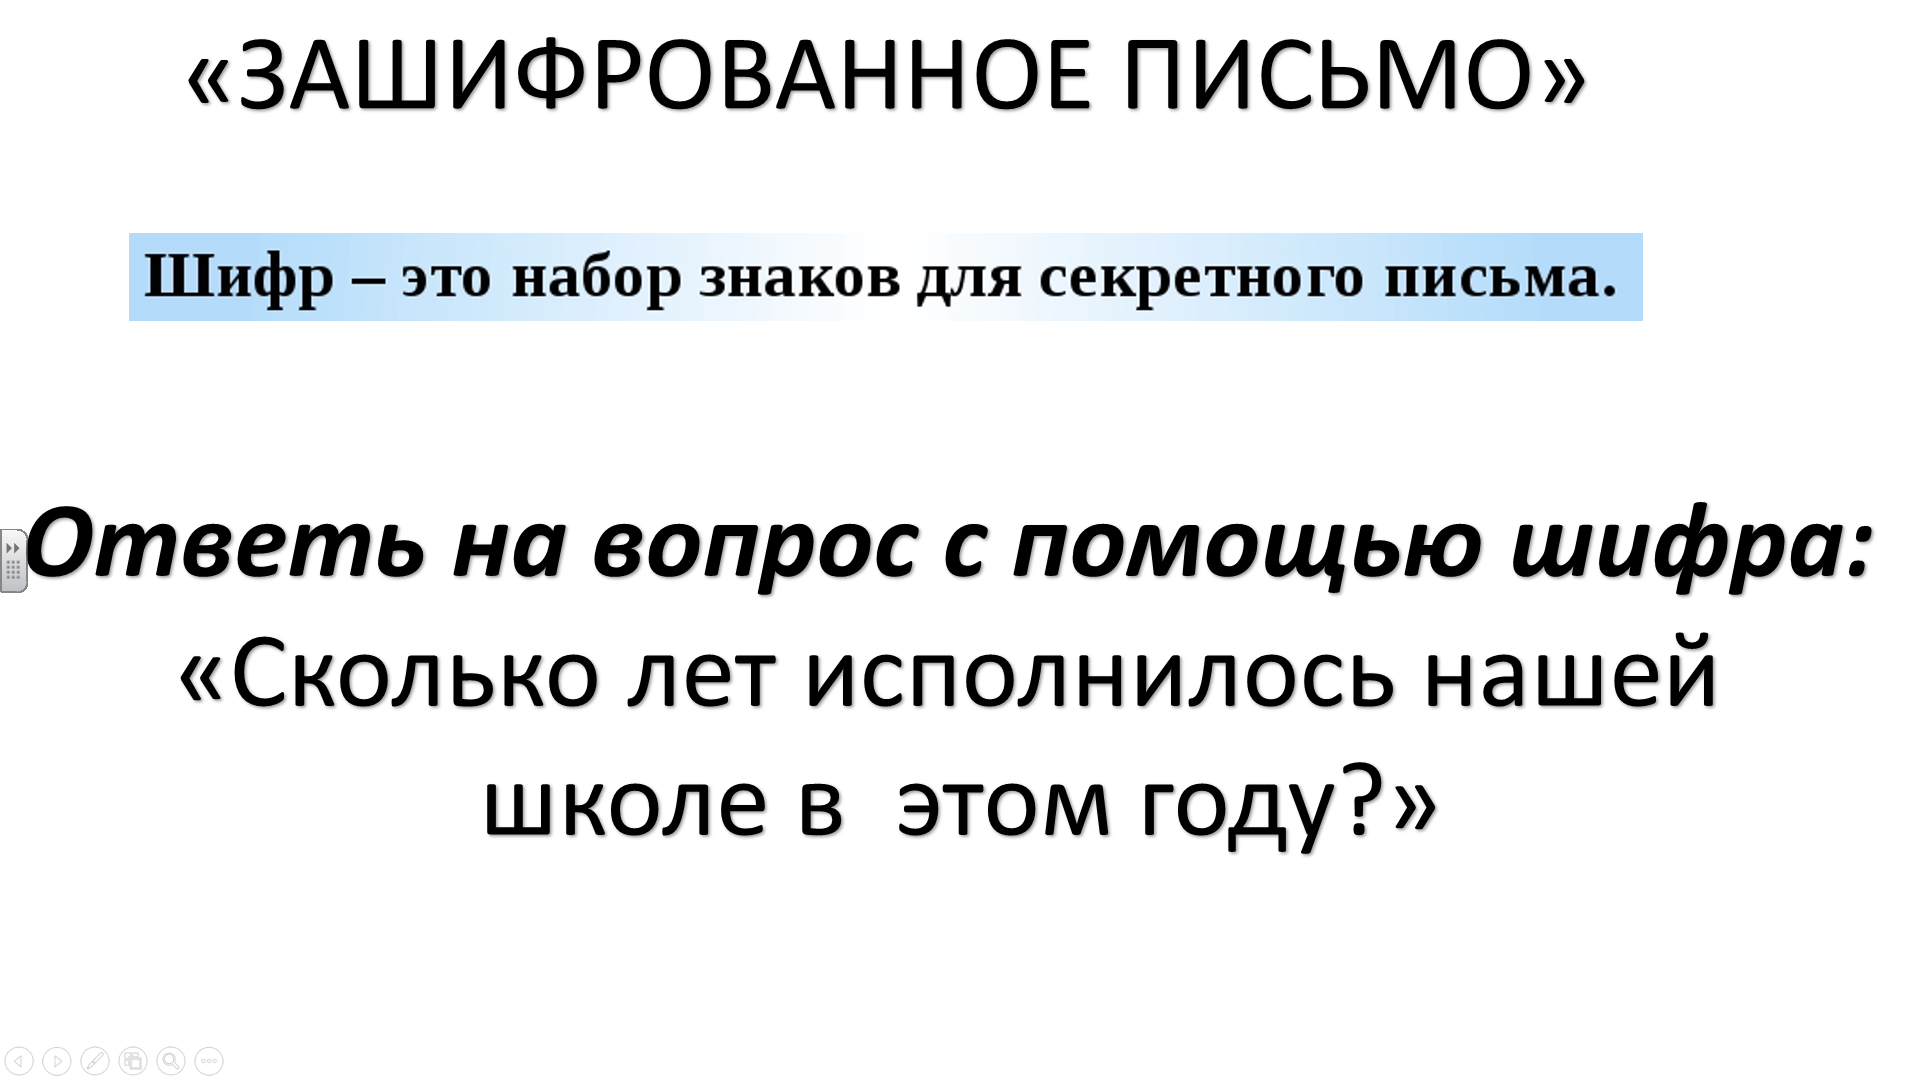 «ЗАШИФРОВАННОЕ ПИСЬМО»
Шифр – это набор знаков для секретного письма.
Ответь на вопрос с помощью шифра:
«Сколько лет исполнилось нашей
школе в  этом году?»